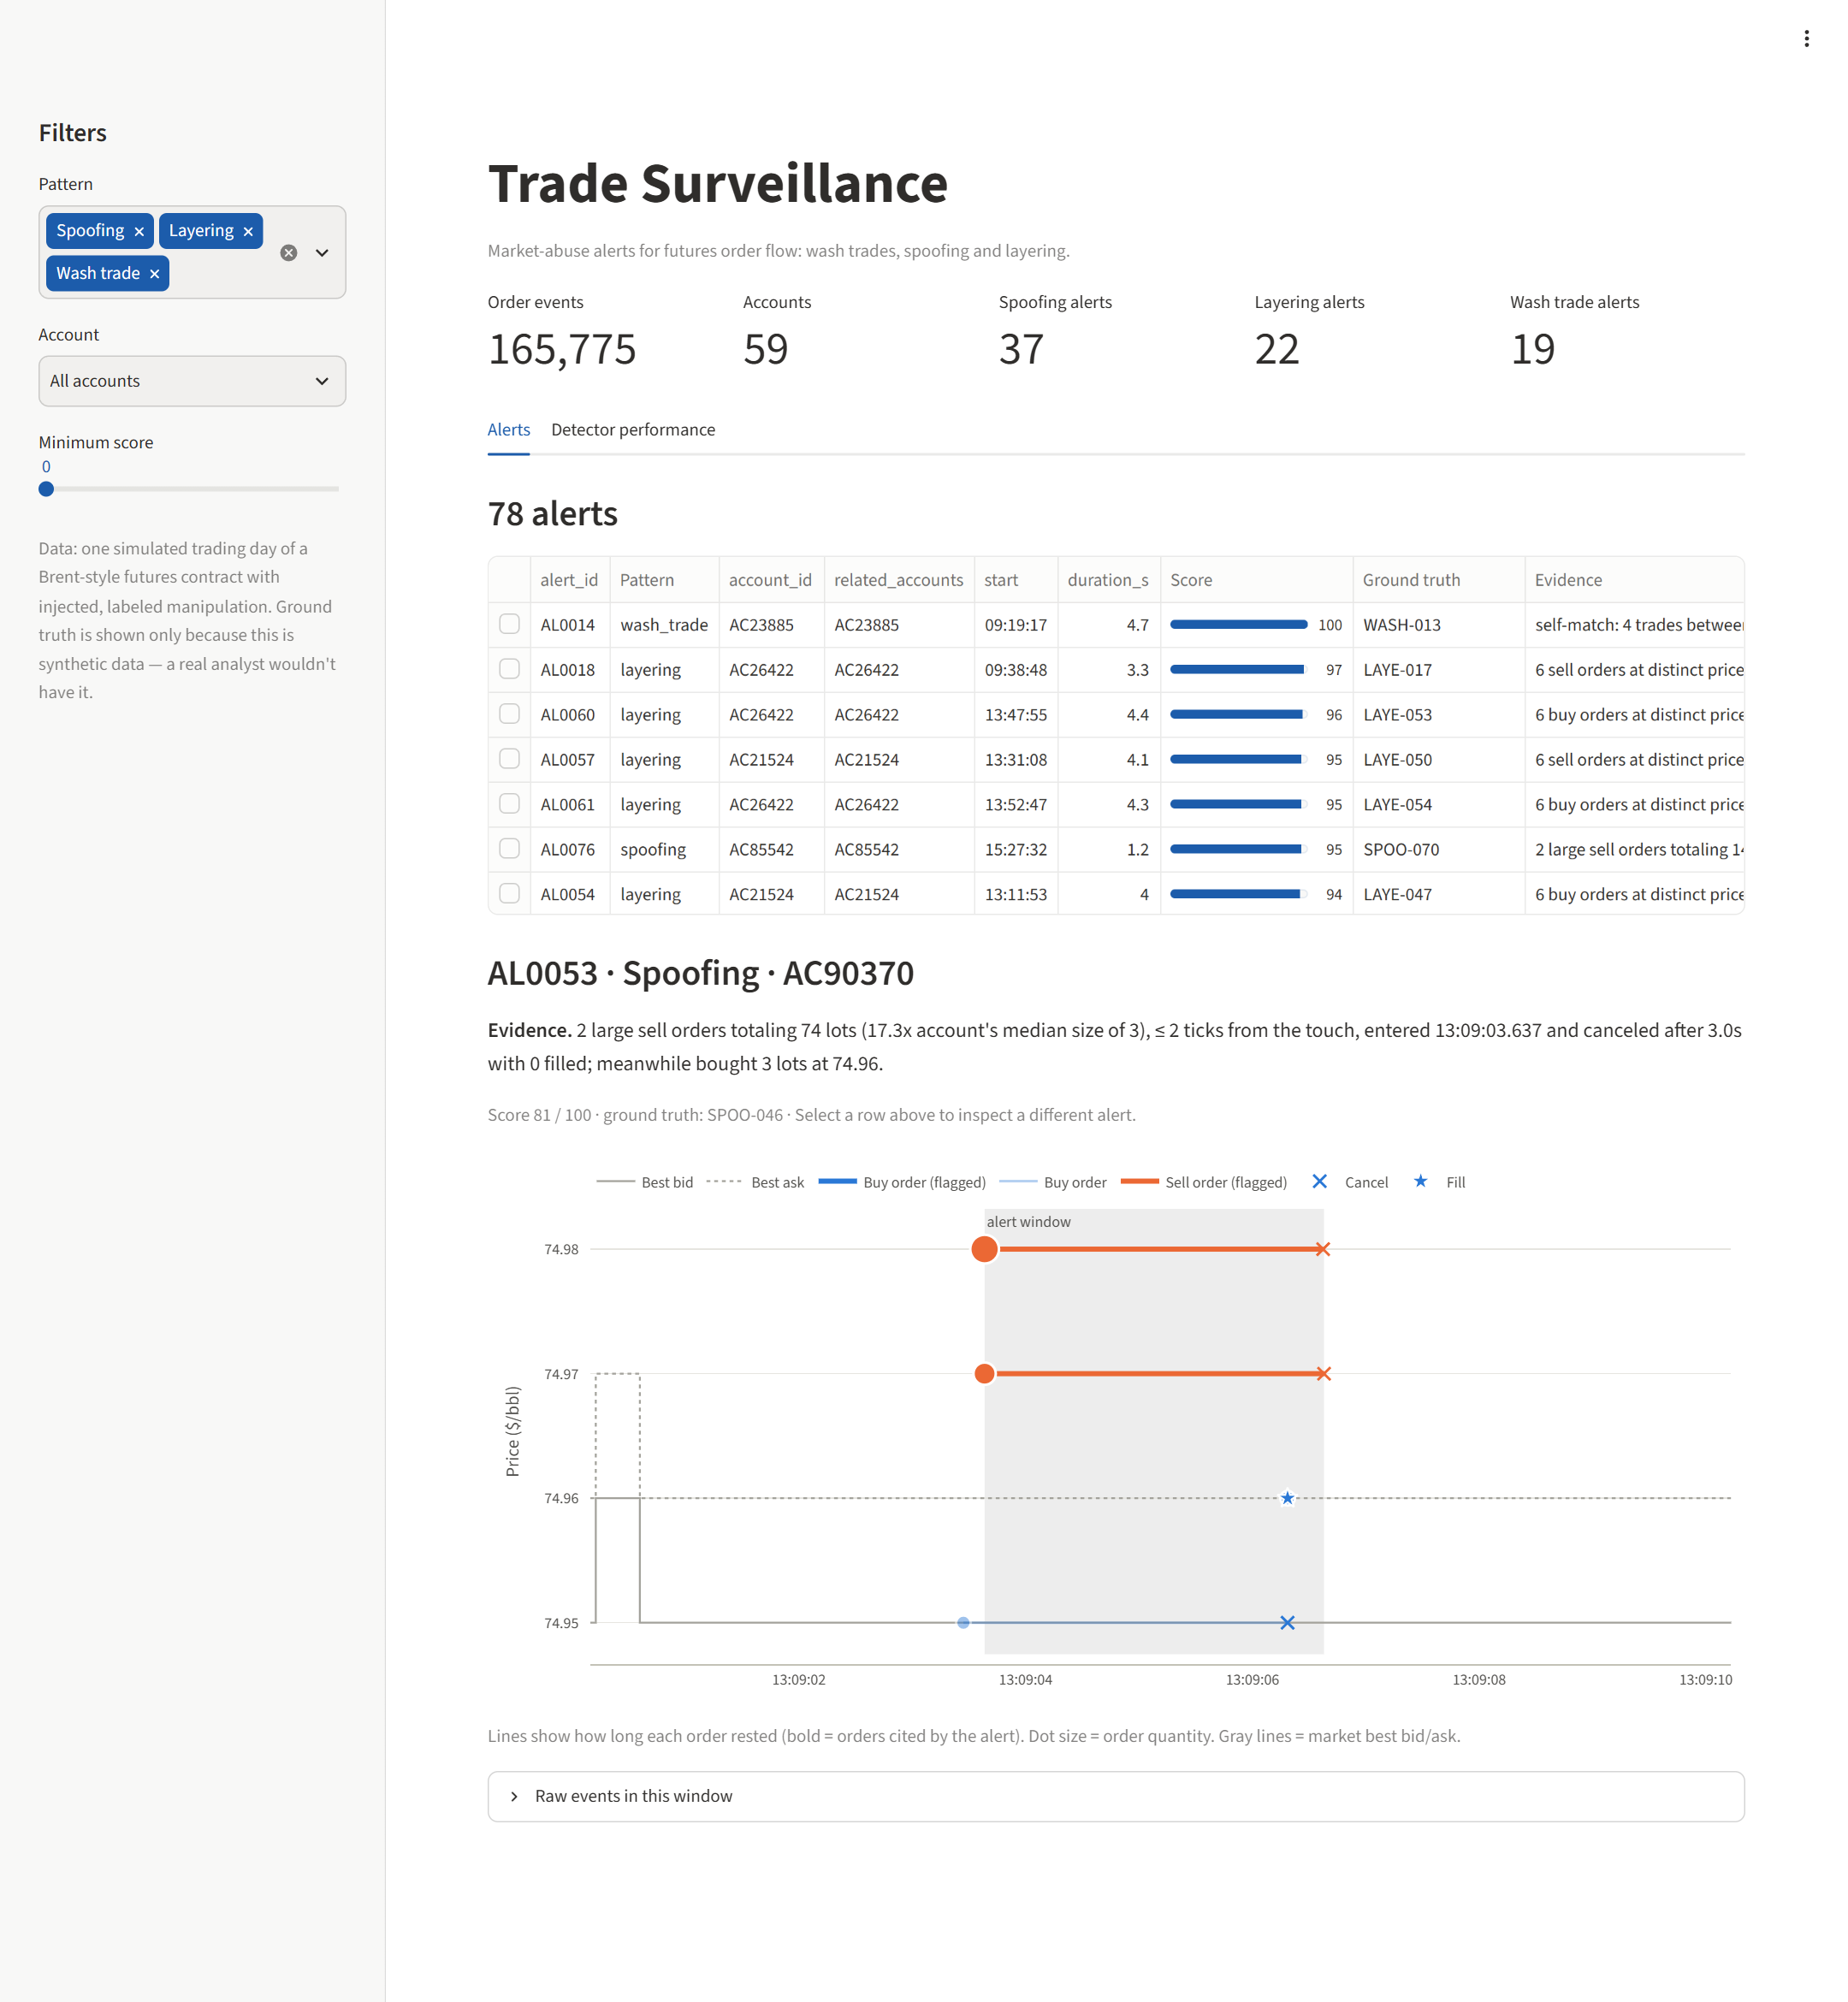 Filters
Pattern
Spoofing
Layering
Wash trade
Account
All accounts
Minimum score
0
Data: one simulated trading day of a
Brent-style futures contract with
injected, labeled manipulation. Ground
truth is shown only because this is
synthetic data — a real analyst wouldn't
have it.
Trade Surveillance
Market-abuse alerts for futures order flow: wash trades, spoofing and layering.
Order events Accounts Spoofing alerts Layering alerts Wash trade alerts
165,775 59 37 22 19
Alerts Detector performance
78 alerts
alert_id Pattern account_id related_accounts start duration_s Score Ground truth Evidence
AL0014 wash_trade AC23885 AC23885 09:19:17 4.7 100 WASH-013 self-match: 4 trades between
AL0018 layering AC26422 AC26422 09:38:48 3.3 97 LAYE-017 6 sell orders at distinct price
AL0060 layering AC26422 AC26422 13:47:55 4.4 96 LAYE-053 6 buy orders at distinct price
AL0057 layering AC21524 AC21524 13:31:08 4.1 95 LAYE-050 6 sell orders at distinct price
AL0061 layering AC26422 AC26422 13:52:47 4.3 95 LAYE-054 6 buy orders at distinct price
AL0076 spoofing AC85542 AC85542 15:27:32 1.2 95 SPOO-070 2 large sell orders totaling 14
AL0054 layering AC21524 AC21524 13:11:53 4 94 LAYE-047 6 buy orders at distinct price
AL0053 · Spoofing · AC90370
Evidence. 2 large sell orders totaling 74 lots (17.3x account's median size of 3), ≤ 2 ticks from the touch, entered 13:09:03.637 and canceled after 3.0s
with 0 filled; meanwhile bought 3 lots at 74.96.
Score 81 / 100 · ground truth: SPOO-046 · Select a row above to inspect a different alert.
Best bid Best ask Buy order (flagged) Buy order Sell order (flagged) Cancel Fill
alert window
74.98
74.97
Price ($/bbl)
74.96
74.95
13:09:02 13:09:04 13:09:06 13:09:08 13:09:10
Lines show how long each order rested (bold = orders cited by the alert). Dot size = order quantity. Gray lines = market best bid/ask.
Raw events in this window